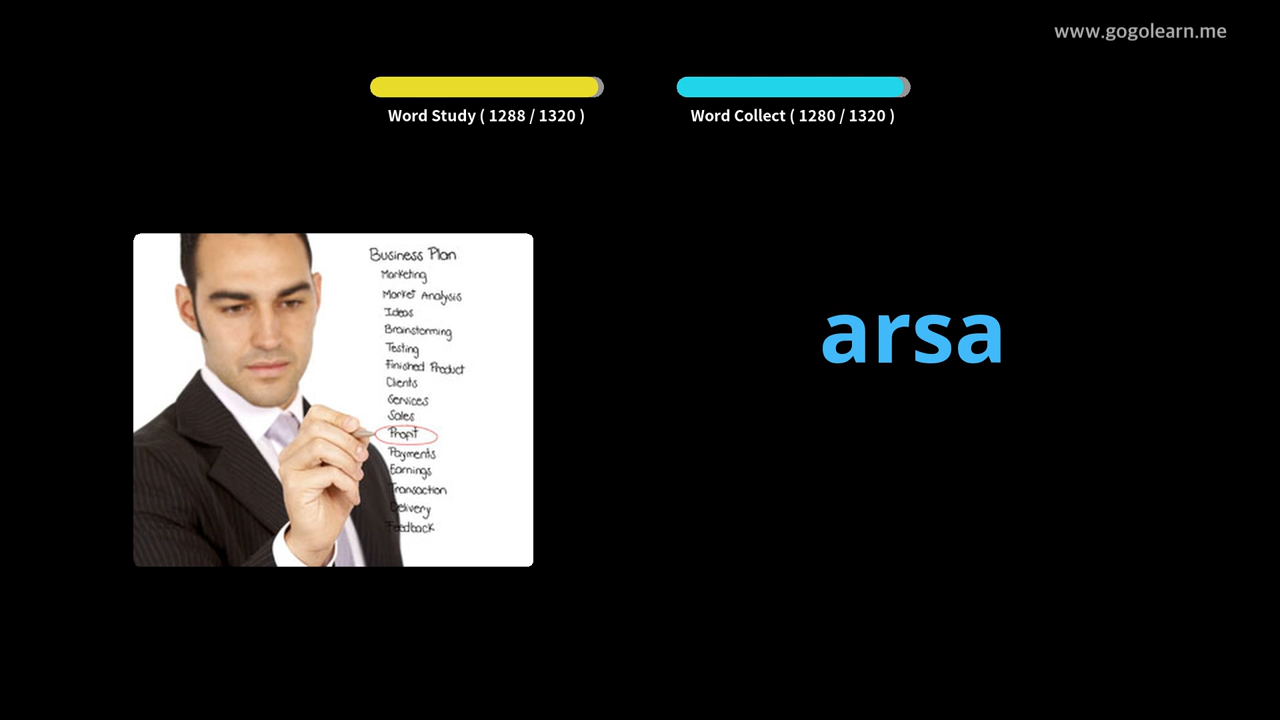 www.gogolearn.me
Word Study ( 1288 / 1320 )
Word Collect ( 1280 / 1320 )
Business Plan
Marketing
Market Analysis
Ideas
Brainstorming
Testing
Finished Product
Clients
Services
Sales
Profit
Payments
Earnings
Transaction
Delivery
Feedback
arsa